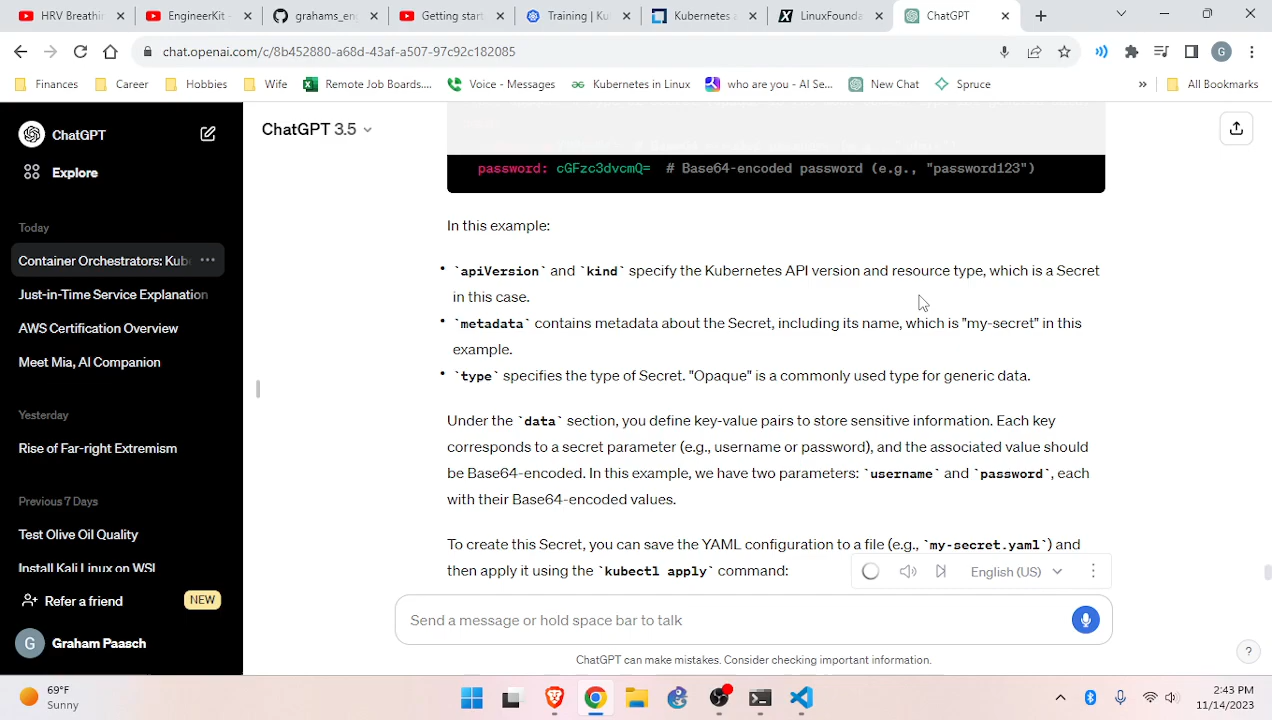 HRV Breathi
EngineerKit -
grahams_en
Getting start
Training | Ku
Kubernetes a
LinuxFounda
ChatGPT
chat.openai.com/c/8b452880-a68d-43af-a507-97c92c182085
G
Finances
Career
Hobbies
Wife
Remote Job Boards....
Voice - Messages
Kubernetes in Linux
who are you - AI Se...
New Chat
Spruce
»
All Bookmarks
ChatGPT
ChatGPT 3.5
Explore
password: cGFzc3dvcmQ= # Base64-encoded password (e.g., "password123")
In this example:
Today
Container Orchestrators: Kube
...
• `apiVersion` and `kind` specify the Kubernetes API version and resource type, which is a Secret
in this case.
Just-in-Time Service Explanation
• `metadata` contains metadata about the Secret, including its name, which is "my-secret" in this
example.
AWS Certification Overview
Meet Mia, AI Companion
• `type` specifies the type of Secret. "Opaque" is a commonly used type for generic data.
Yesterday
Rise of Far-right Extremism
Under the `data` section, you define key-value pairs to store sensitive information. Each key
corresponds to a secret parameter (e.g., username or password), and the associated value should
be Base64-encoded. In this example, we have two parameters: `username` and `password`, each
with their Base64-encoded values.
Previous 7 Days
Test Olive Oil Quality
Install Kali Linux on WSL
To create this Secret, you can save the YAML configuration to a file (e.g., `my-secret.yaml`) and
then apply it using the `kubectl apply` command:
English (US)
Refer a friend
NEW
Send a message or hold space bar to talk
G
Graham Paasch
ChatGPT can make mistakes. Consider checking important information.
?
69°F
Sunny
2:43 PM
11/14/2023